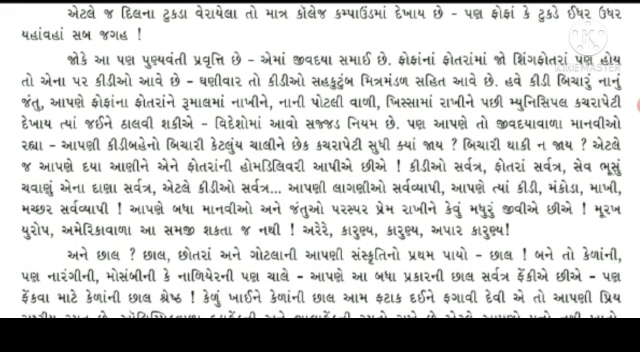 એટલે જ દિલના ટુકડા વેરાયેલા તો માત્ર કૉલેજ કમ્પાઉન્ડમાં દેખાય છે - પણ ફોફાં કે ટુકડે ઈધર ઉધર
યહાંવહાં સબ જગહ !
જોકે આ પણ પુણ્યવંતી પ્રવૃત્તિ છે - એમાં જીવદયા સમાઈ છે. ફોફાંનાં ફોતરાંમાં જો શિંગફોતરાં પણ હોય
તો એના પર કીડીઓ આવે છે - ઘણીવાર તો કીડીઓ સહકુટુંબ મિત્રમંડળ સહિત આવે છે. હવે કીડી બિચારું નાનું
જંતુ, આપણે ફોફાંના ફોતરાંને રૂમાલમાં નાખીને, નાની પોટલી વાળી, ખિસ્સામાં રાખીને પછી મ્યુનિસિપલ કચરાપેટી
દેખાય ત્યાં જઈને ઠાલવી શકીએ - વિદેશોમાં આવો સજ્જડ નિયમ છે. પણ આપણે તો જીવદયાવાળા માનવીઓ
રહ્યા - આપણી કીડીબહેનો બિચારી કેટલુંય ચાલીને છેક કચરાપેટી સુધી ક્યાં જાય ? બિચારી થાકી ન જાય ? એટલે
જ આપણે દયા આણીને એને ફોતરાંની હોમડિલિવરી આપીએ છીએ ! કીડીઓ સર્વત્ર, ફોતરાં સર્વત્ર, સેવ ભૂસું
ચવાણું એના દાણા સર્વત્ર, એટલે કીડીઓ સર્વત્ર... આપણી લાગણીઓ સર્વવ્યાપી, આપણે ત્યાં કીડી, મંકોડા, માખી,
મચ્છર સર્વવ્યાપી ! આપણે બધા માનવીઓ અને જંતુઓ પરસ્પર પ્રેમ રાખીને કેવું મધુરું જીવીએ છીએ ! મૂરખ
યુરોપ, અમેરિકાવાળા આ સમજી શકતા જ નથી ! અરેરે, કારુણ્ય, કારુણ્ય, અપાર કારુણ્ય!
અને છાલ ? છાલ, છોતરાં અને ગોટલાની આપણી સંસ્કૃતિનો પ્રથમ પાયો - છાલ ! બને તો કેળાંની,
પણ નારંગીની, મોસંબીની કે નાળિયેરની પણ ચાલે - આપણે આ બધા પ્રકારની છાલ સર્વત્ર ફેંકીએ છીએ - પણ
ફેંકવા માટે કેળાંની છાલ શ્રેષ્ઠ ! કેળું ખાઈને કેળાંની છાલ આમ ફટાક દઈને ફગાવી દેવી એ તો આપણી પ્રિય
KINEMASTER